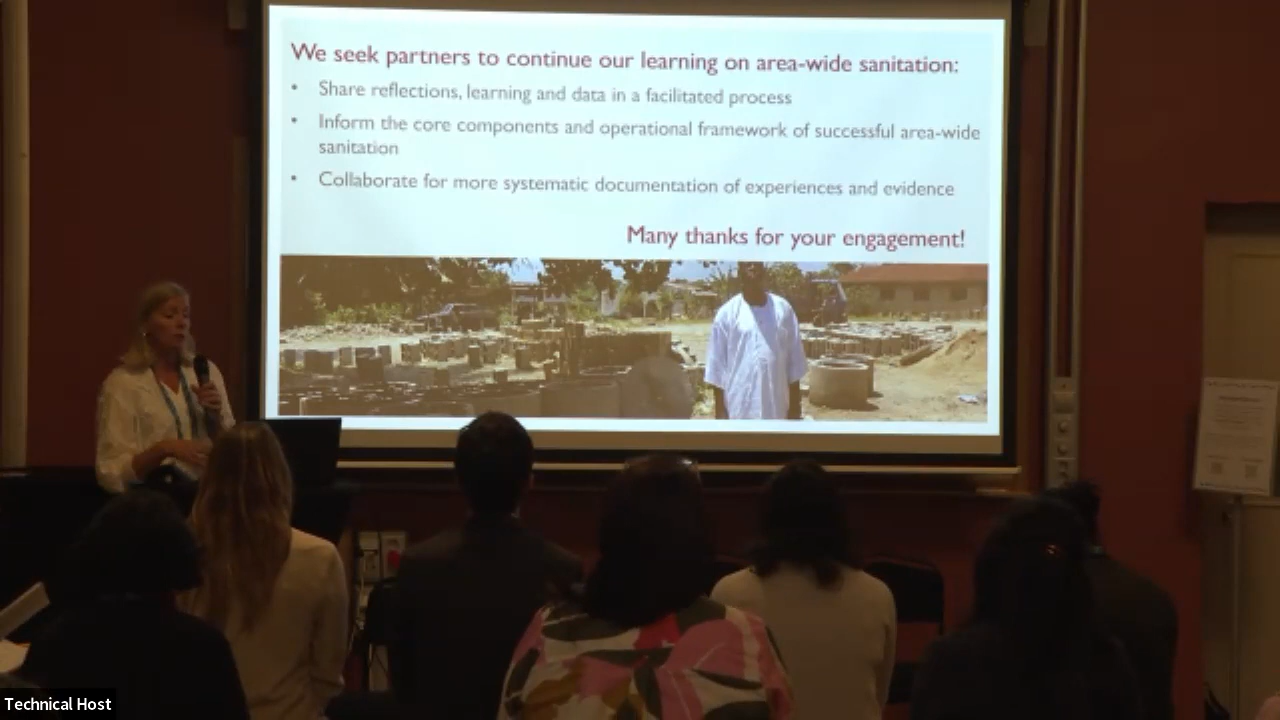 We seek partners to continue our learning on area-wide sanitation:
• Share reflections, learning and data in a facilitated process
• Inform the core components and operational framework of successful area-wide
sanitation
• Collaborate for more systematic documentation of experiences and evidence
Many thanks for your engagement!
Technical Host